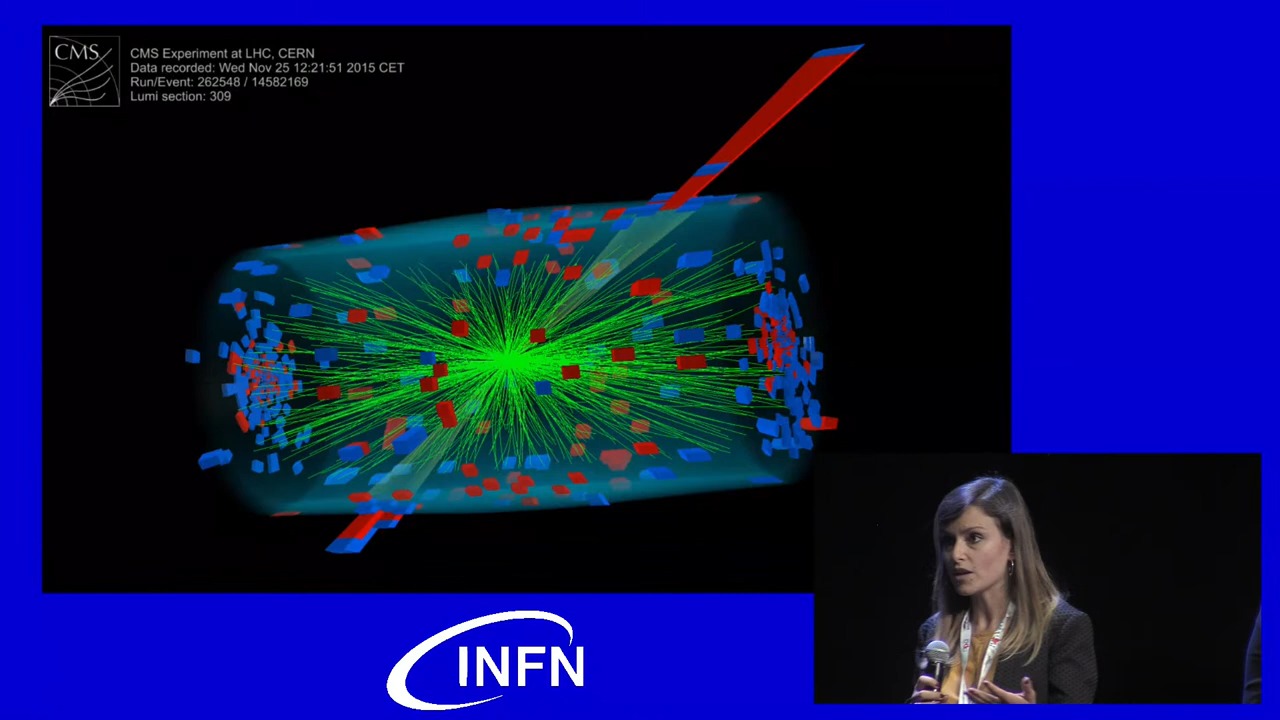 CMS
CMS Experiment at LHC, CERN
Data recorded: Wed Nov 25 12:21:51 2015 CET
Run/Event: 262548 / 14582169
Lumi section: 309
INFN